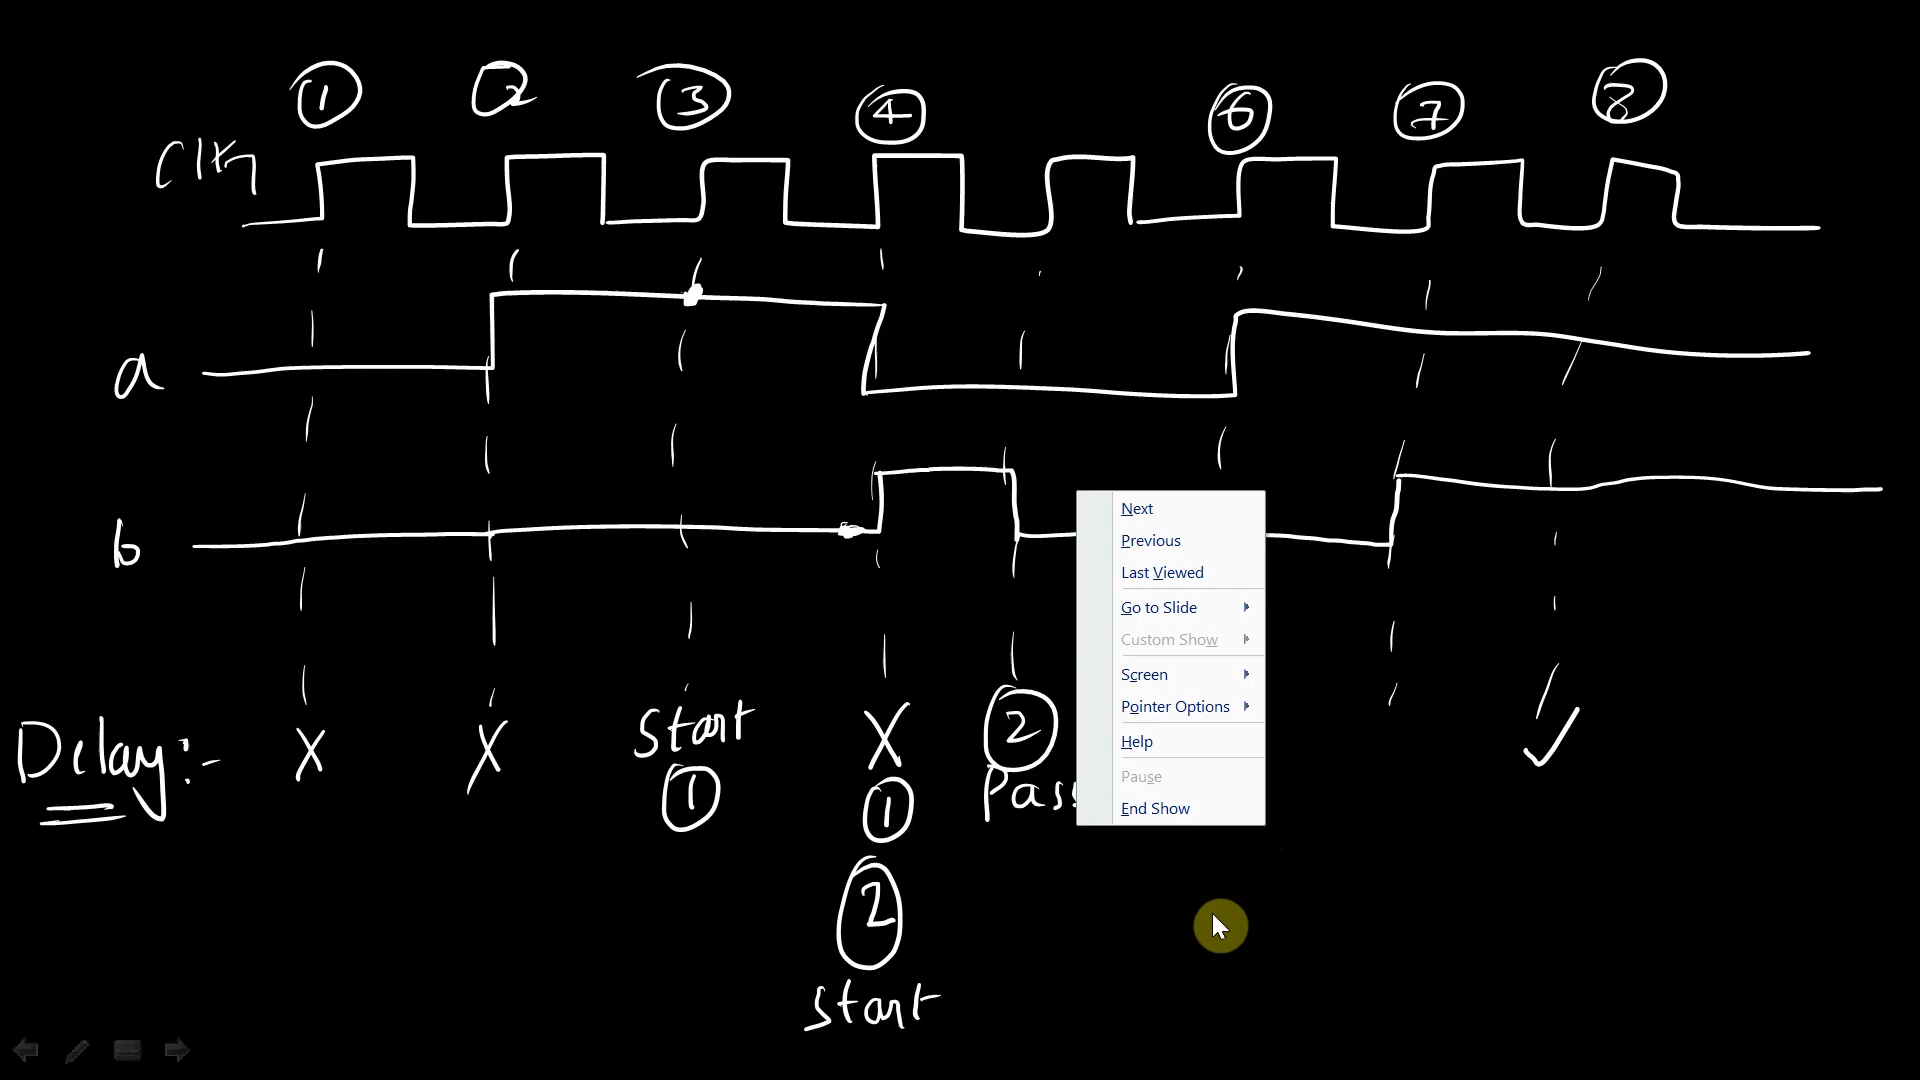 1 2 3 4 6 7 8
Clk
a
b
Next
Previous
Last Viewed
Go to Slide
Custom Show
Screen
Pointer Options
Help
Pause
End Show
Delay:- X X start X 2
1 1 Pass
2
start